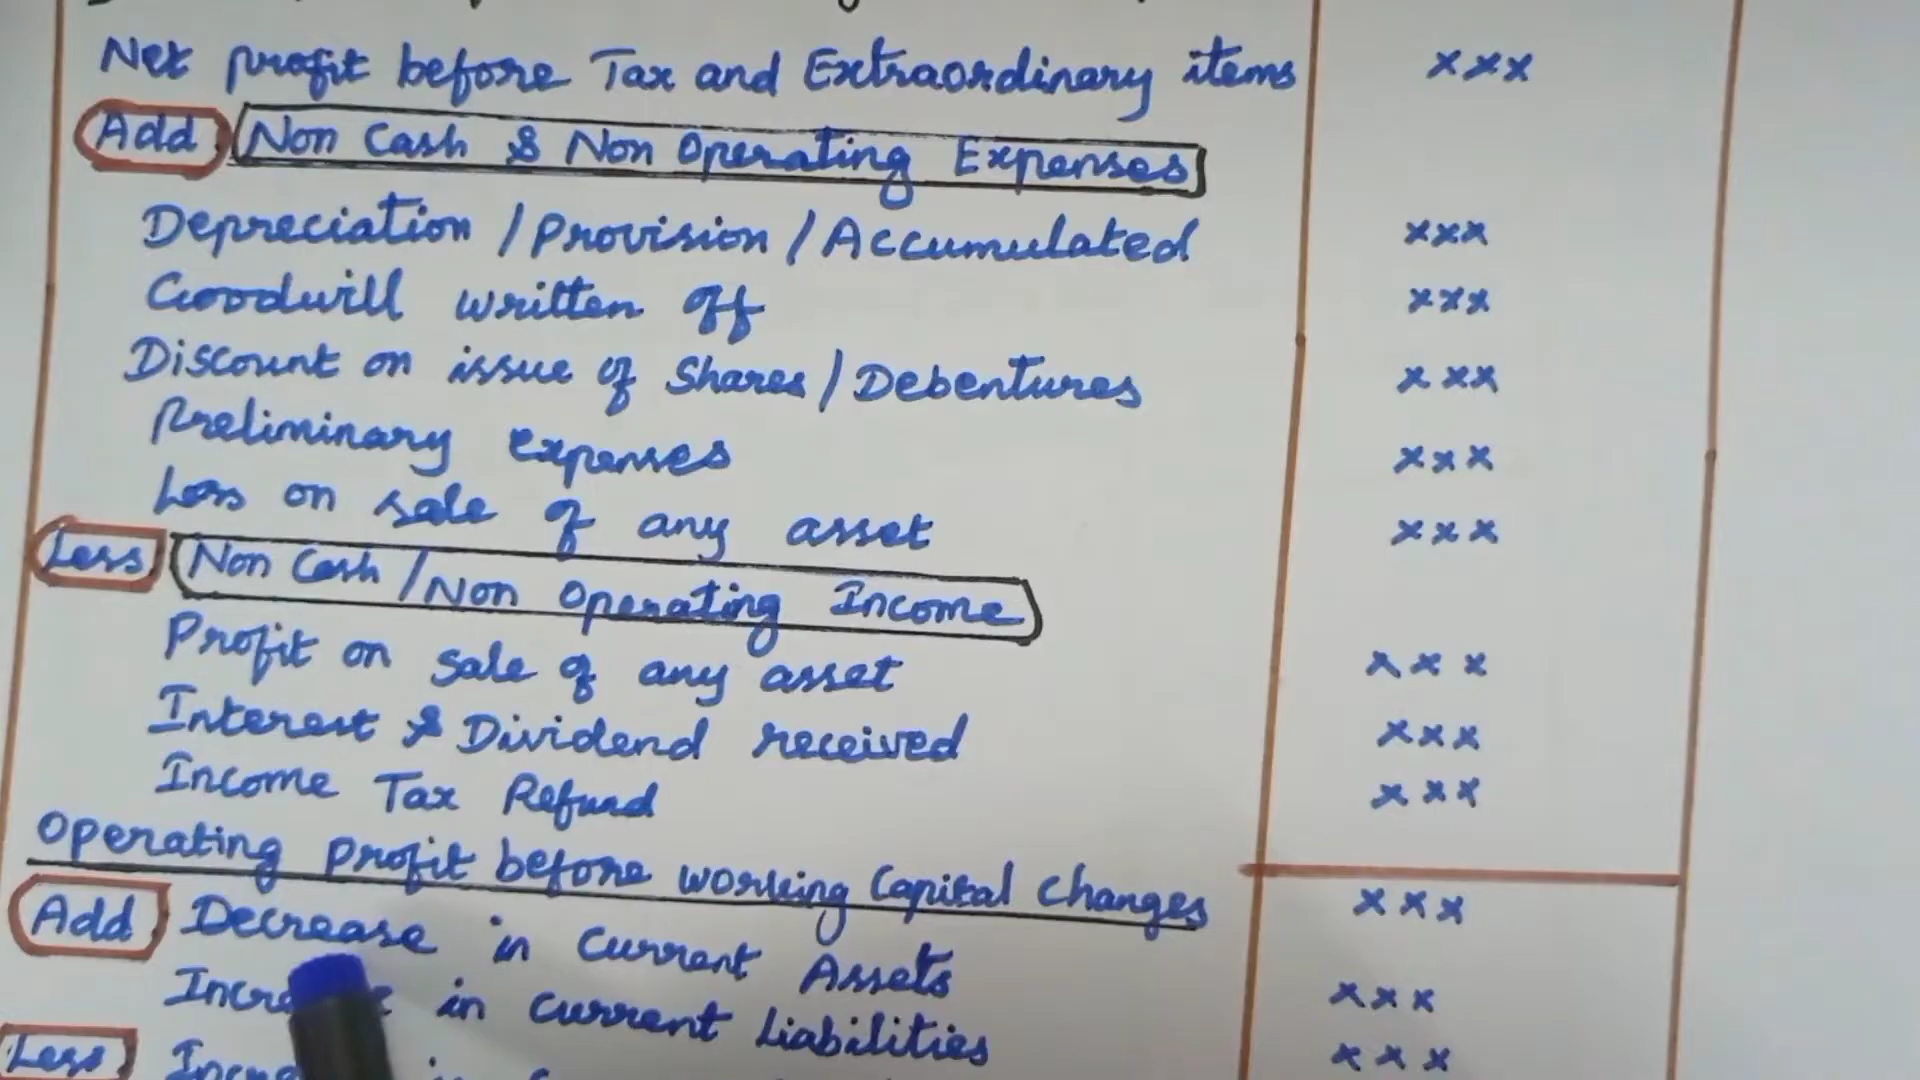 Net profit before Tax and Extraordinary items xxx
Add Non Cash & Non Operating Expenses
Depreciation / Provision / Accumulated xxx
Goodwill written off xxx
Discount on issue of Shares / Debentures xxx
Preliminary expenses xxx
Loss on sale of any asset xxx
Less Non Cash / Non Operating Income
Profit on sale of any asset xxx
Interest & Dividend received xxx
Income Tax Refund xxx
Operating profit before working Capital Changes xxx
Add Decrease in Current Assets xxx
in Current Liabilities xxx
Less